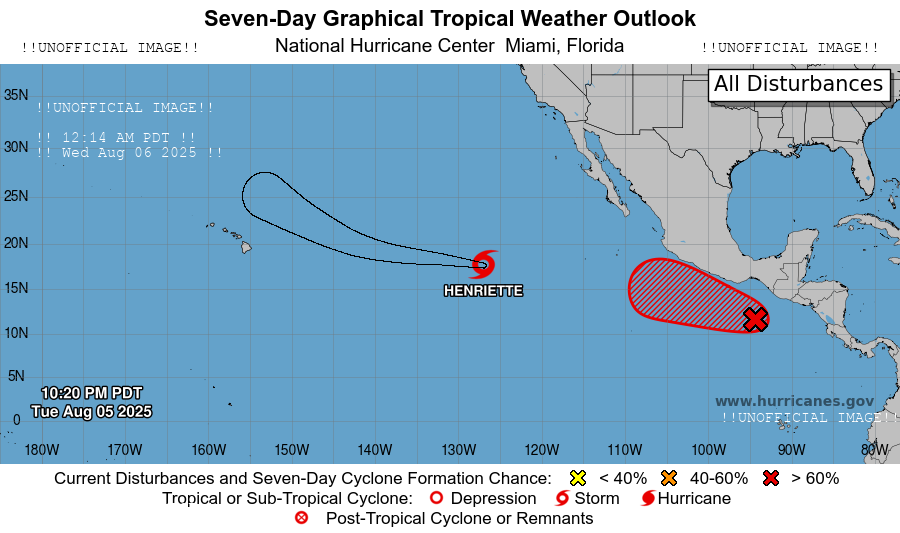 Seven-Day Graphical Tropical Weather Outlook
!!UNOFFICIAL IMAGE!! National Hurricane Center Miami, Florida !!UNOFFICIAL IMAGE!!
All Disturbances
35N
!!UNOFFICIAL IMAGE!!
!! 12:14 AM PDT !!
30N
!! Wed Aug 06 2025 !!
25N
20N
15N
HENRIETTE
10N
5N
10:20 PM PDT
Tue Aug 05 2025
www.hurricanes.gov
!!UNOFFICIAL IMAGE!!
0
180W 170W 160W 150W 140W 130W 120W 110W 100W 90W 80W
Current Disturbances and Seven-Day Cyclone Formation Chance: < 40% 40-60% > 60%
Tropical or Sub-Tropical Cyclone: Depression Storm Hurricane
Post-Tropical Cyclone or Remnants